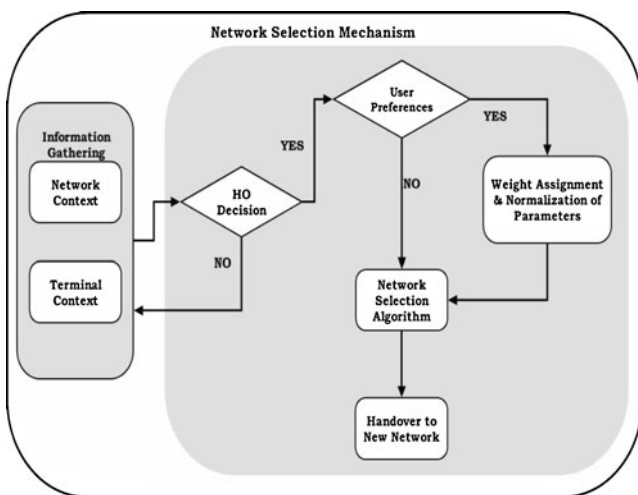 Network Selection Mechanism
Information
Gathering
Network
Context
Terminal
Context
HO
Decision
YES
NO
User
Preferences
YES
NO
Weight Assignment
& Normalization of
Parameters
Network
Selection
Algorithm
Handover to
New Network